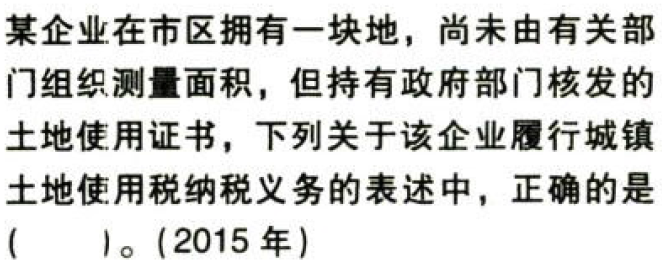 某企业在市区拥有一块地，尚未由有关部
门组织测量面积，但持有政府部门核发的
土地使用证书，下列关于该企业履行城镇
土地使用税纳税义务的表述中，正确的是
(      )。(2015 年)